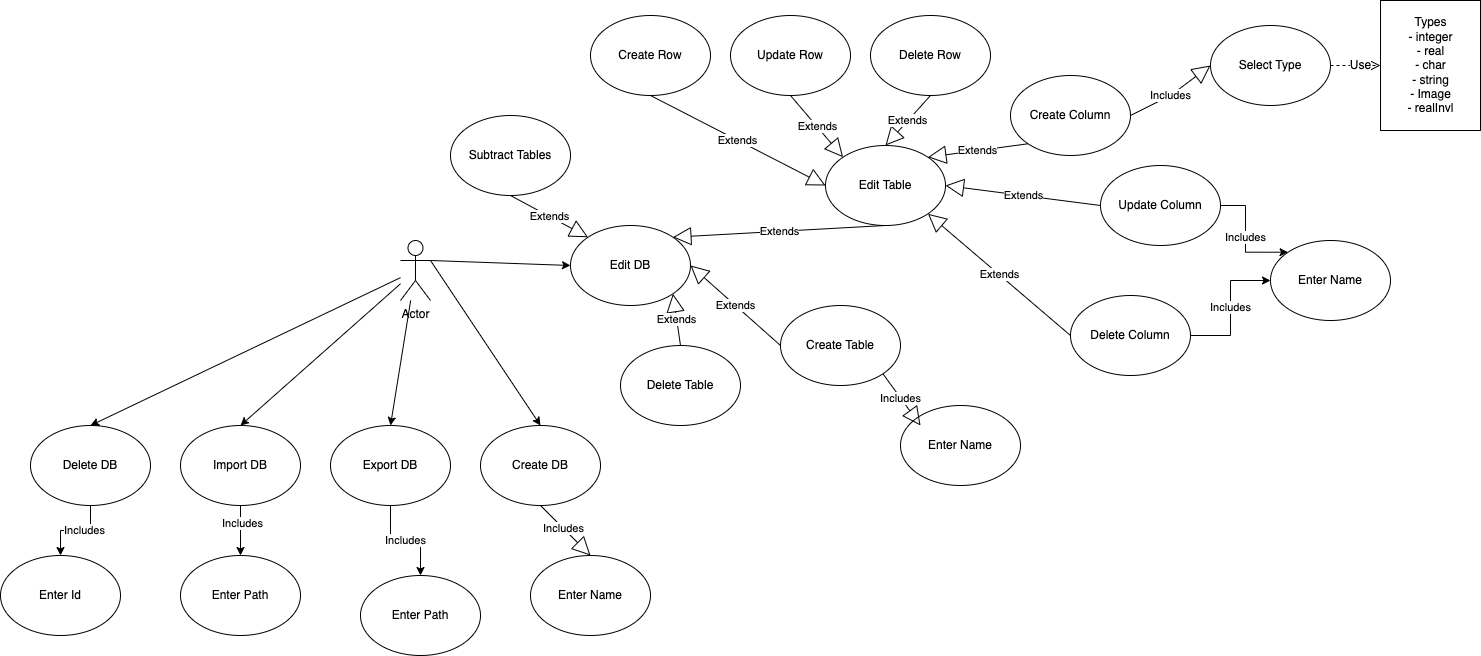 Types
- integer
- real
- char
- string
- Image
- realInvl
Create Row
Update Row
Delete Row
Select Type
Use
Includes
Create Column
Extends
Extends
Extends
Extends
Subtract Tables
Edit Table
Extends
Update Column
Extends
Extends
Includes
Edit DB
Extends
Enter Name
Extends
Includes
Actor
Extends
Delete Column
Create Table
Delete Table
Includes
Enter Name
Delete DB
Import DB
Export DB
Create DB
Includes
Includes
Includes
Includes
Enter Id
Enter Path
Enter Path
Enter Name